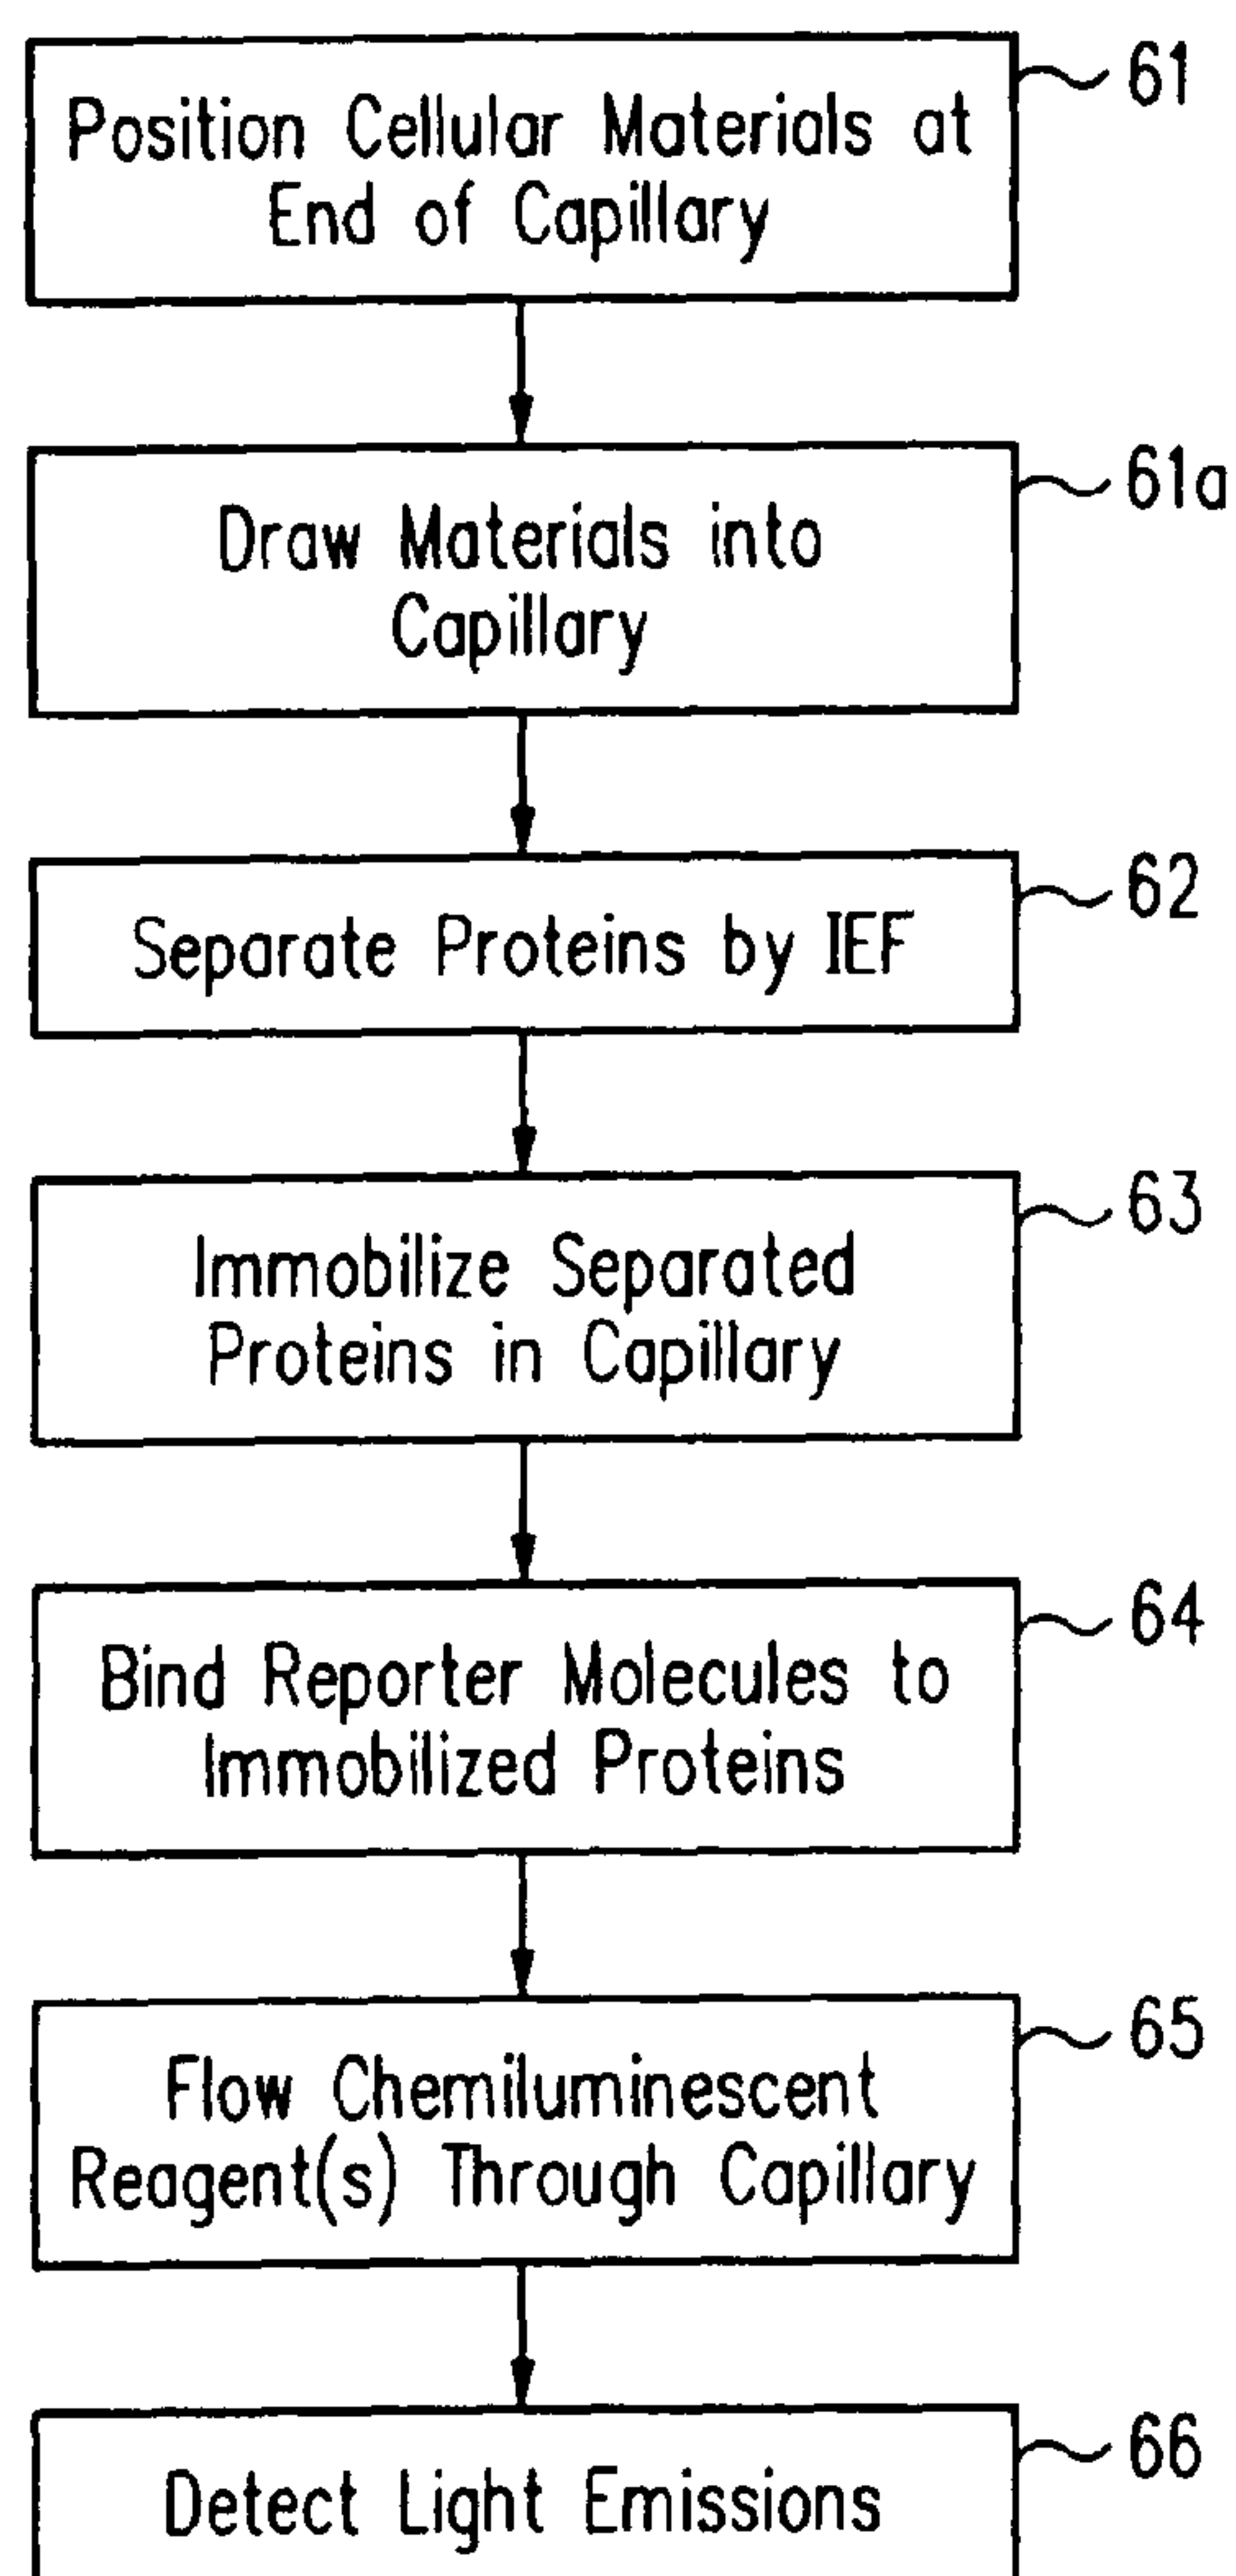 61
Position Cellular Materials at
End of Capillary
61a
Draw Materials into
Capillary
62
Separate Proteins by IEF
63
Immobilize Separated
Proteins in Capillary
64
Bind Reporter Molecules to
Immobilized Proteins
65
Flow Chemiluminescent
Reagent(s) Through Capillary
66
Detect Light Emissions